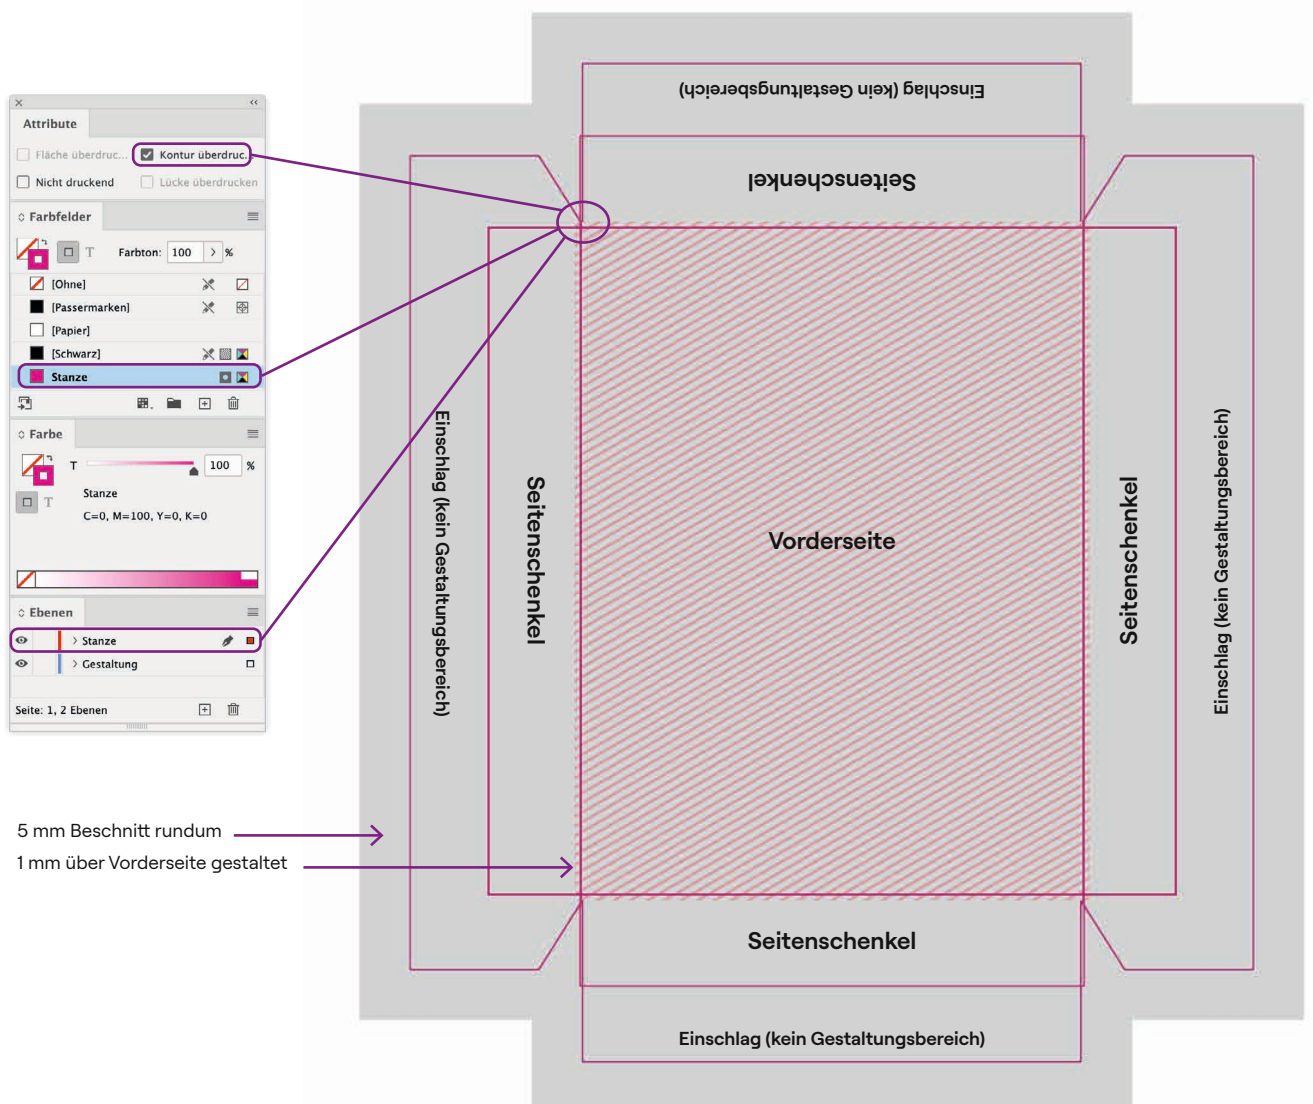 Attribute
Fläche überdruc...
Kontur überdruc...
Nicht druckend
Lücke überdrucken
Farbfelder
T
Farbton: 100 > %
[Ohne]
[Passermarken]
[Papier]
[Schwarz]
Stanze
Farbe
T 100 %
T
Stanze
C=0, M=100, Y=0, K=0
Ebenen
Stanze
Gestaltung
Seite: 1, 2 Ebenen
5 mm Beschnitt rundum
1 mm über Vorderseite gestaltet
Einschlag (kein Gestaltungsbereich)
Seitenschenkel
Einschlag (kein Gestaltungsbereich)
Seitenschenkel
Vorderseite
Seitenschenkel
Einschlag (kein Gestaltungsbereich)
Seitenschenkel
Einschlag (kein Gestaltungsbereich)